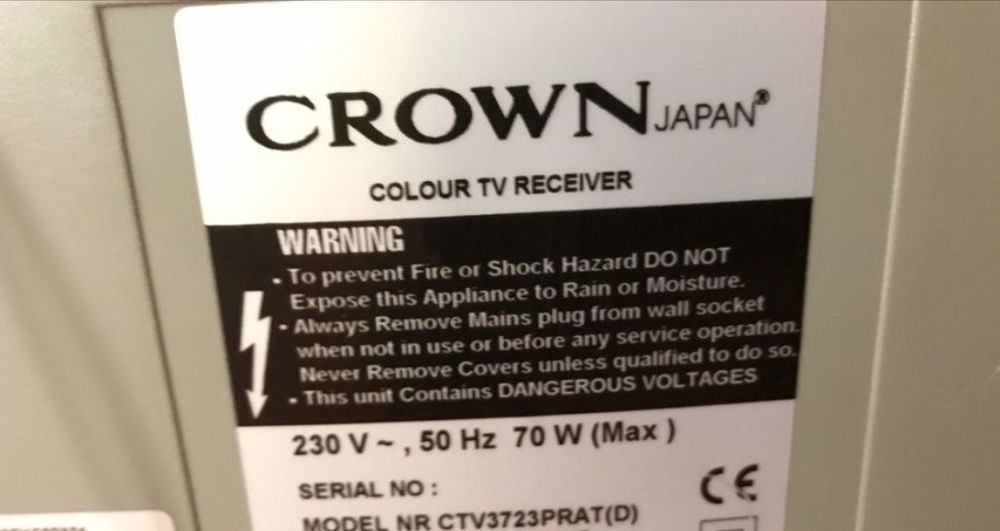 CROWN JAPAN®
COLOUR TV RECEIVER
WARNING
• To prevent Fire or Shock Hazard DO NOT
Expose this Appliance to Rain or Moisture.
• Always Remove Mains plug from wall socket
when not in use or before any service operation.
Never Remove Covers unless qualified to do so.
• This unit Contains DANGEROUS VOLTAGES
230 V ~ , 50 Hz 70 W (Max )
SERIAL NO :
CE
MODEL NR CTV3723PRAT(D)